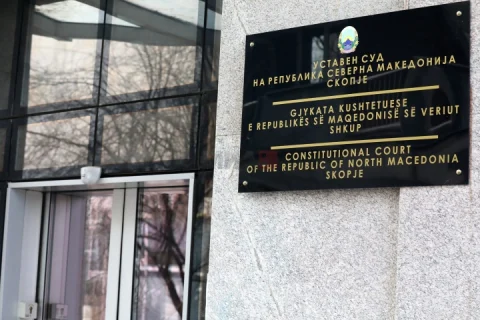 УСТАВЕН СУД
НА РЕПУБЛИКА СЕВЕРНА МАКЕДОНИЈА
СКОПЈЕ
GJYKATA KUSHTETUESE
E REPUBLIKËS SË MAQEDONISË SË VERIUT
SHKUP
CONSTITUTIONAL COURT
OF THE REPUBLIC OF NORTH MACEDONIA
SKOPJE